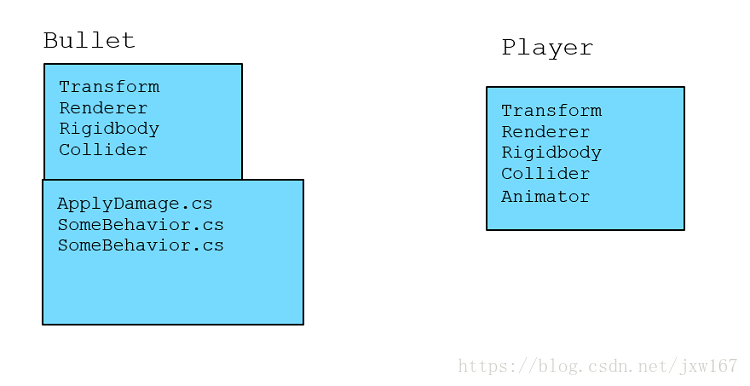 Bullet
Transform
Renderer
Rigidbody
Collider
ApplyDamage.cs
SomeBehavior.cs
SomeBehavior.cs
Player
Transform
Renderer
Rigidbody
Collider
Animator
https://blog.csdn.net/jxw167